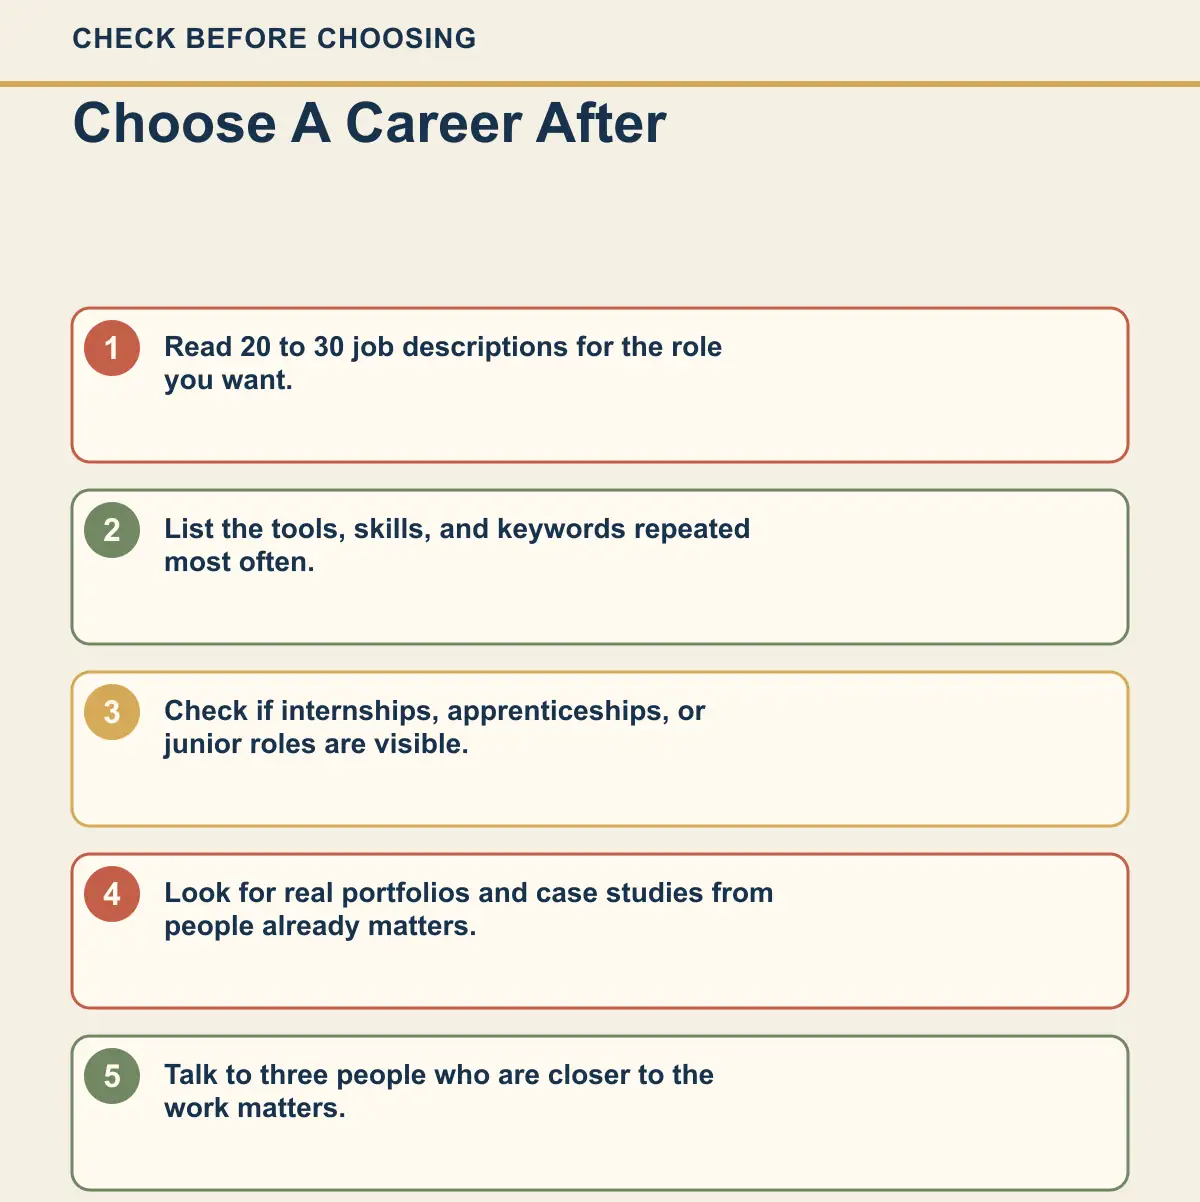 CHECK BEFORE CHOOSING
Choose A Career After
1
Read 20 to 30 job descriptions for the role
you want.
2
List the tools, skills, and keywords repeated
most often.
3
Check if internships, apprenticeships, or
junior roles are visible.
4
Look for real portfolios and case studies from
people already matters.
5
Talk to three people who are closer to the
work matters.